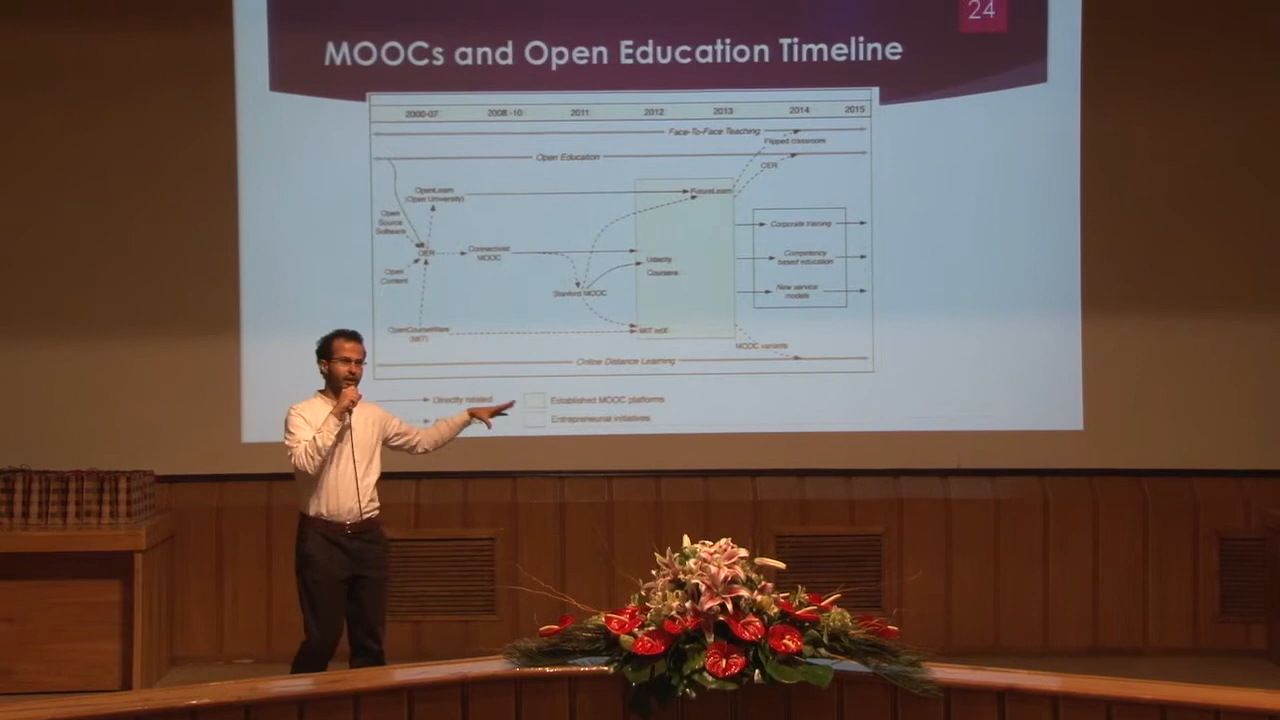 24
MOOCs and Open Education Timeline
2000-07 2008-10 2011 2012 2013 2014 2015
Face-To-Face Teaching
Flipped classroom
Open Education
OER
OpenLearn
(Open University)
FutureLearn
Open
Source
Software
Corporate training
OER
Connectivist
MOOC
Udacity
Competency
based education
Coursera
Open
Content
Stanford MOOC
New service
models
OpenCourseWare
(MIT)
MIT edX
MOOC variants
Online Distance Learning
Directly related
Established MOOC platforms
Entrepreneurial initiatives